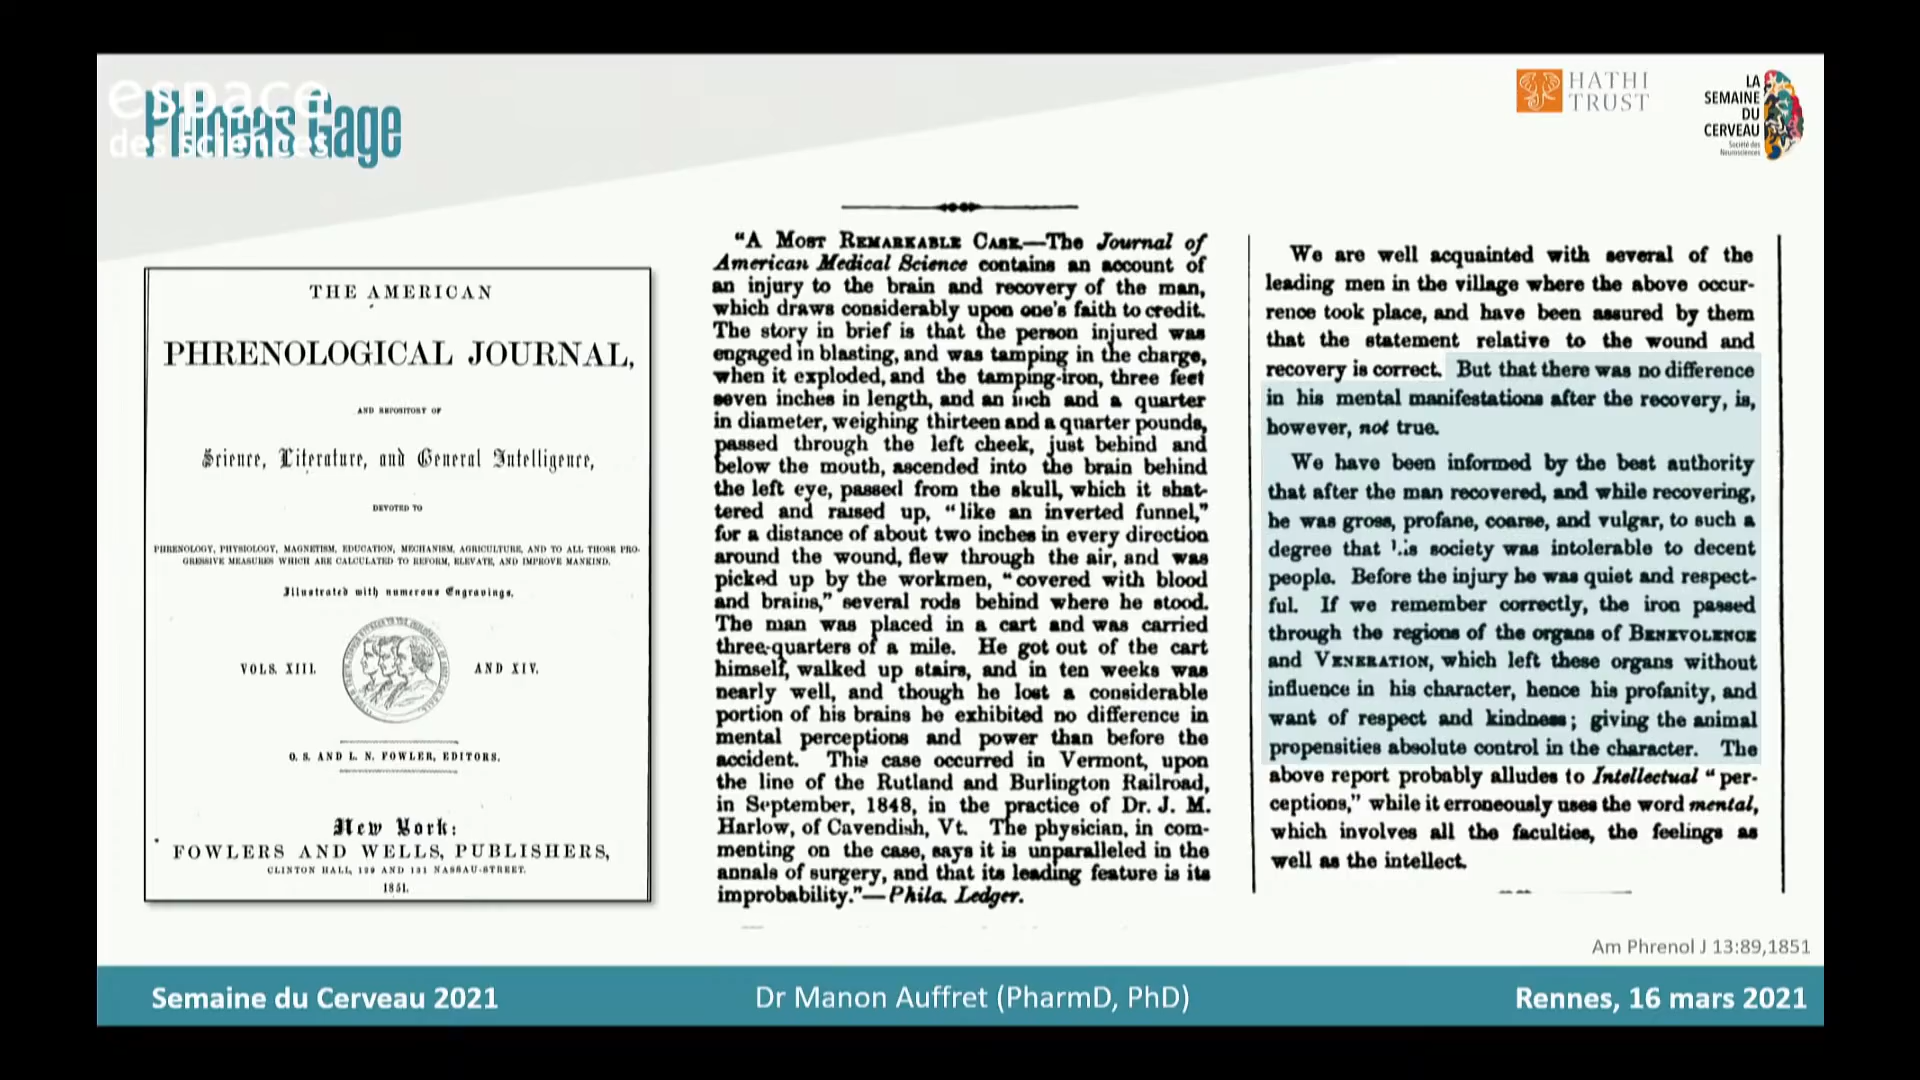 espace
des sciences
Phineas Gage
HATHI
TRUST
LA
SEMAINE
DU
CERVEAU
Société des
Neurosciences
THE AMERICAN
PHRENOLOGICAL JOURNAL,
AND REPOSITORY OF
Science, Literature, and General Intelligence,
DEVOTED TO
PHRENOLOGY, PHYSIOLOGY, MAGNETISM, EDUCATION, MECHANISM, AGRICULTURE, AND TO ALL THOSE PRO-
GRESSIVE MEASURES WHICH ARE CALCULATED TO REFORM, ELEVATE, AND IMPROVE MANKIND.
Illustrated with numerous Engravings.
VOLS. XIII. AND XIV.
O. S. AND L. N. FOWLER, EDITORS.
New York:
FOWLERS AND WELLS, PUBLISHERS,
CLINTON HALL, 129 AND 131 NASSAU-STREET.
1851.
"A MOST REMARKABLE CASE.—The Journal of
American Medical Science contains an account of
an injury to the brain and recovery of the man,
which draws considerably upon one's faith to credit.
The story in brief is that the person injured was
engaged in blasting, and was tamping in the charge,
when it exploded, and the tamping-iron, three feet
seven inches in length, and an inch and a quarter
in diameter, weighing thirteen and a quarter pounds,
passed through the left cheek, just behind and
below the mouth, ascended into the brain behind
the left eye, passed from the skull, which it shat-
tered and raised up, "like an inverted funnel,"
for a distance of about two inches in every direction
around the wound, flew through the air, and was
picked up by the workmen, "covered with blood
and brains," several rods behind where he stood.
The man was placed in a cart and was carried
three-quarters of a mile. He got out of the cart
himself, walked up stairs, and in ten weeks was
nearly well, and though he lost a considerable
portion of his brains he exhibited no difference in
mental perceptions and power than before the
accident. This case occurred in Vermont, upon
the line of the Rutland and Burlington Railroad,
in September, 1848, in the practice of Dr. J. M.
Harlow, of Cavendish, Vt. The physician, in com-
menting on the case, says it is unparalleled in the
annals of surgery, and that its leading feature is its
improbability."—Phila. Ledger.
We are well acquainted with several of the
leading men in the village where the above occur-
rence took place, and have been assured by them
that the statement relative to the wound and
recovery is correct. But that there was no difference
in his mental manifestations after the recovery, is,
however, not true.
We have been informed by the best authority
that after the man recovered, and while recovering,
he was gross, profane, coarse, and vulgar, to such a
degree that his society was intolerable to decent
people. Before the injury he was quiet and respect-
ful. If we remember correctly, the iron passed
through the regions of the organs of BENEVOLENCE
and VENERATION, which left these organs without
influence in his character, hence his profanity, and
want of respect and kindness; giving the animal
propensities absolute control in the character. The
above report probably alludes to Intellectual "per-
ceptions," while it erroneously uses the word mental,
which involves all the faculties, the feelings as
well as the intellect.
Am Phrenol J 13:89,1851
Semaine du Cerveau 2021
Dr Manon Auffret (PharmD, PhD)
Rennes, 16 mars 2021